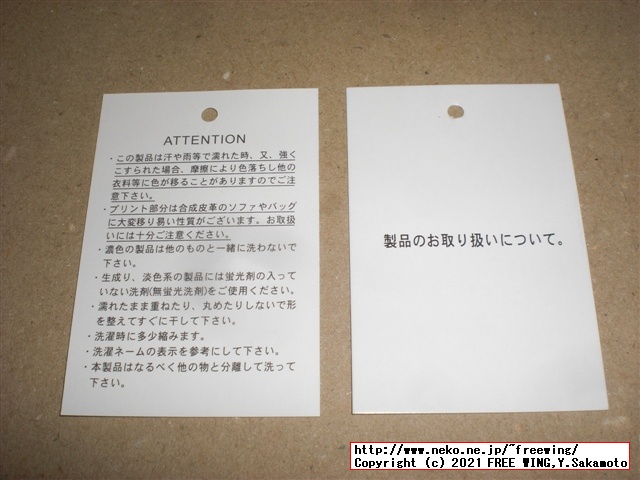 ATTENTION
・この製品は汗や雨等で濡れた時、又、強く
こすられた場合、摩擦により色落ちし他の
衣料等に色が移ることがありますのでご注
意下さい。
・プリント部分は合成皮革のソファやバッグ
に大変移り易い性質がございます。お取扱
いには十分ご注意ください。
・濃色の製品は他のものと一緒に洗わないで
下さい。
・生成り、淡色系の製品には蛍光剤の入って
いない洗剤(無蛍光洗剤)をご使用ください。
・濡れたまま重ねたり、丸めたりしないで形
を整えてすぐに干して下さい。
・洗濯時に多少縮みます。
・洗濯ネームの表示を参考にして下さい。
・本製品はなるべく他の物と分離して洗って
下さい。
製品のお取り扱いについて。
http://www.neko.ne.jp/~freewing/
Copyright (c) 2021 FREE WING,Y.Sakamoto